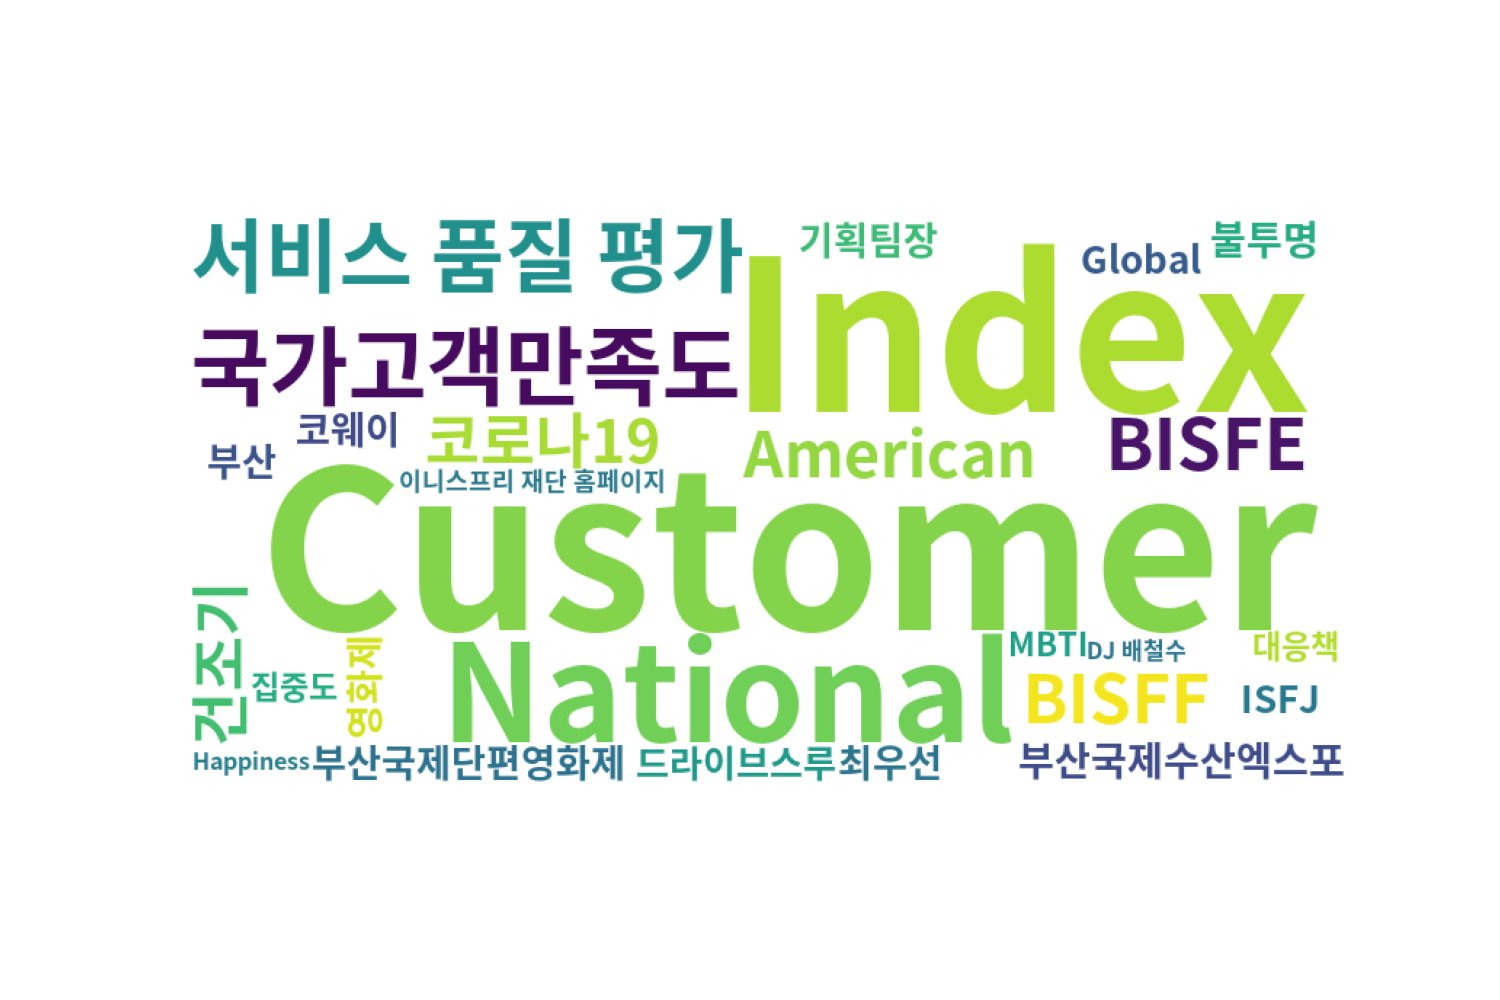 서비스 품질 평가
기획팀장
Global
불투명
Index
국가고객만족도
코웨이
코로나19
American
BISFE
부산
이니스프리 재단 홈페이지
Customer
건조기
집중도
영화제
National
MBTI
DJ 배철수
대응책
BISFF
ISFJ
Happiness
부산국제단편영화제
드라이브스루
최우선
부산국제수산엑스포